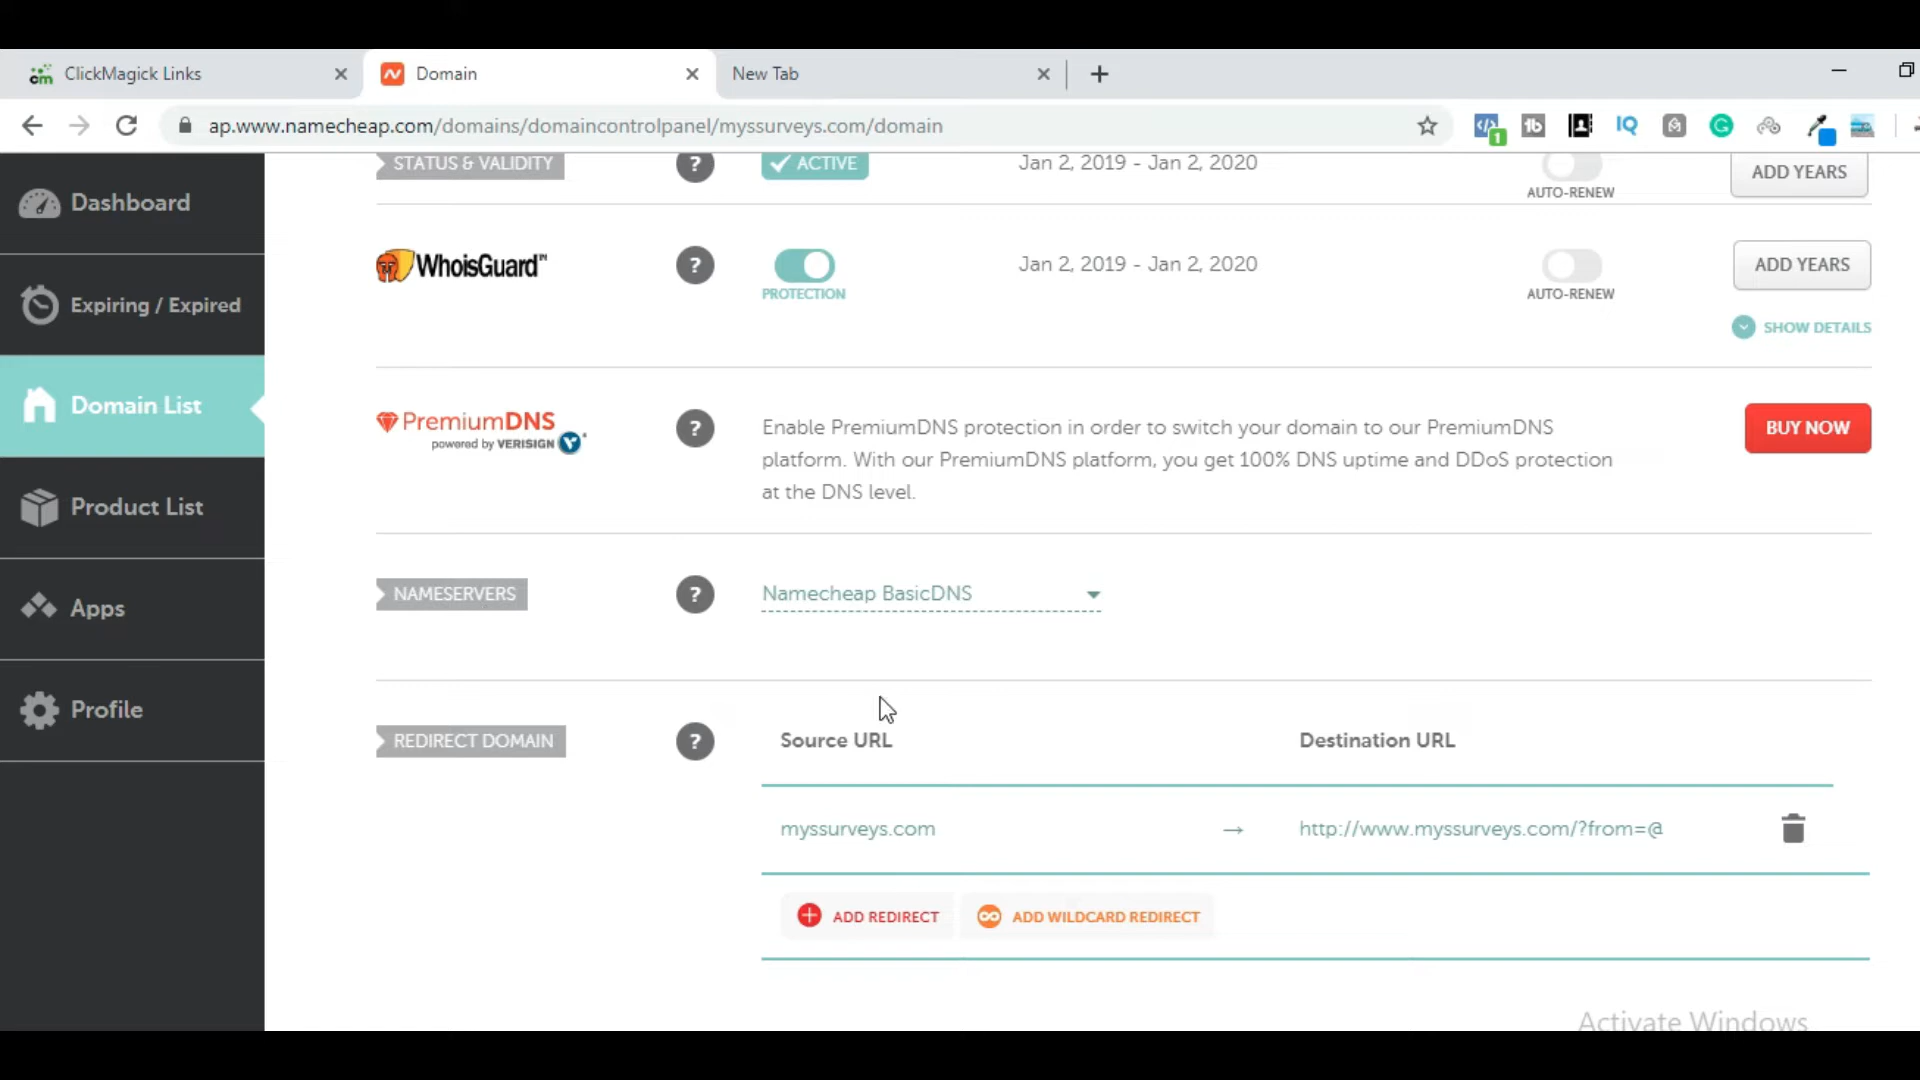 cm ClickMagick Links
Domain
New Tab
ap.www.namecheap.com/domains/domaincontrolpanel/myssurveys.com/domain
1
tb
IQ
Dashboard
Expiring / Expired
Domain List
Product List
Apps
Profile
STATUS & VALIDITY
?
ACTIVE
Jan 2, 2019 - Jan 2, 2020
AUTO-RENEW
ADD YEARS
WhoisGuard™
?
PROTECTION
Jan 2, 2019 - Jan 2, 2020
AUTO-RENEW
ADD YEARS
SHOW DETAILS
PremiumDNS
powered by VERISIGN
?
Enable PremiumDNS protection in order to switch your domain to our PremiumDNS
platform. With our PremiumDNS platform, you get 100% DNS uptime and DDoS protection
at the DNS level.
BUY NOW
NAMESERVERS
?
Namecheap BasicDNS
REDIRECT DOMAIN
?
Source URL
Destination URL
myssurveys.com
→
http://www.myssurveys.com/?from=@
ADD REDIRECT
ADD WILDCARD REDIRECT
Activate Windows